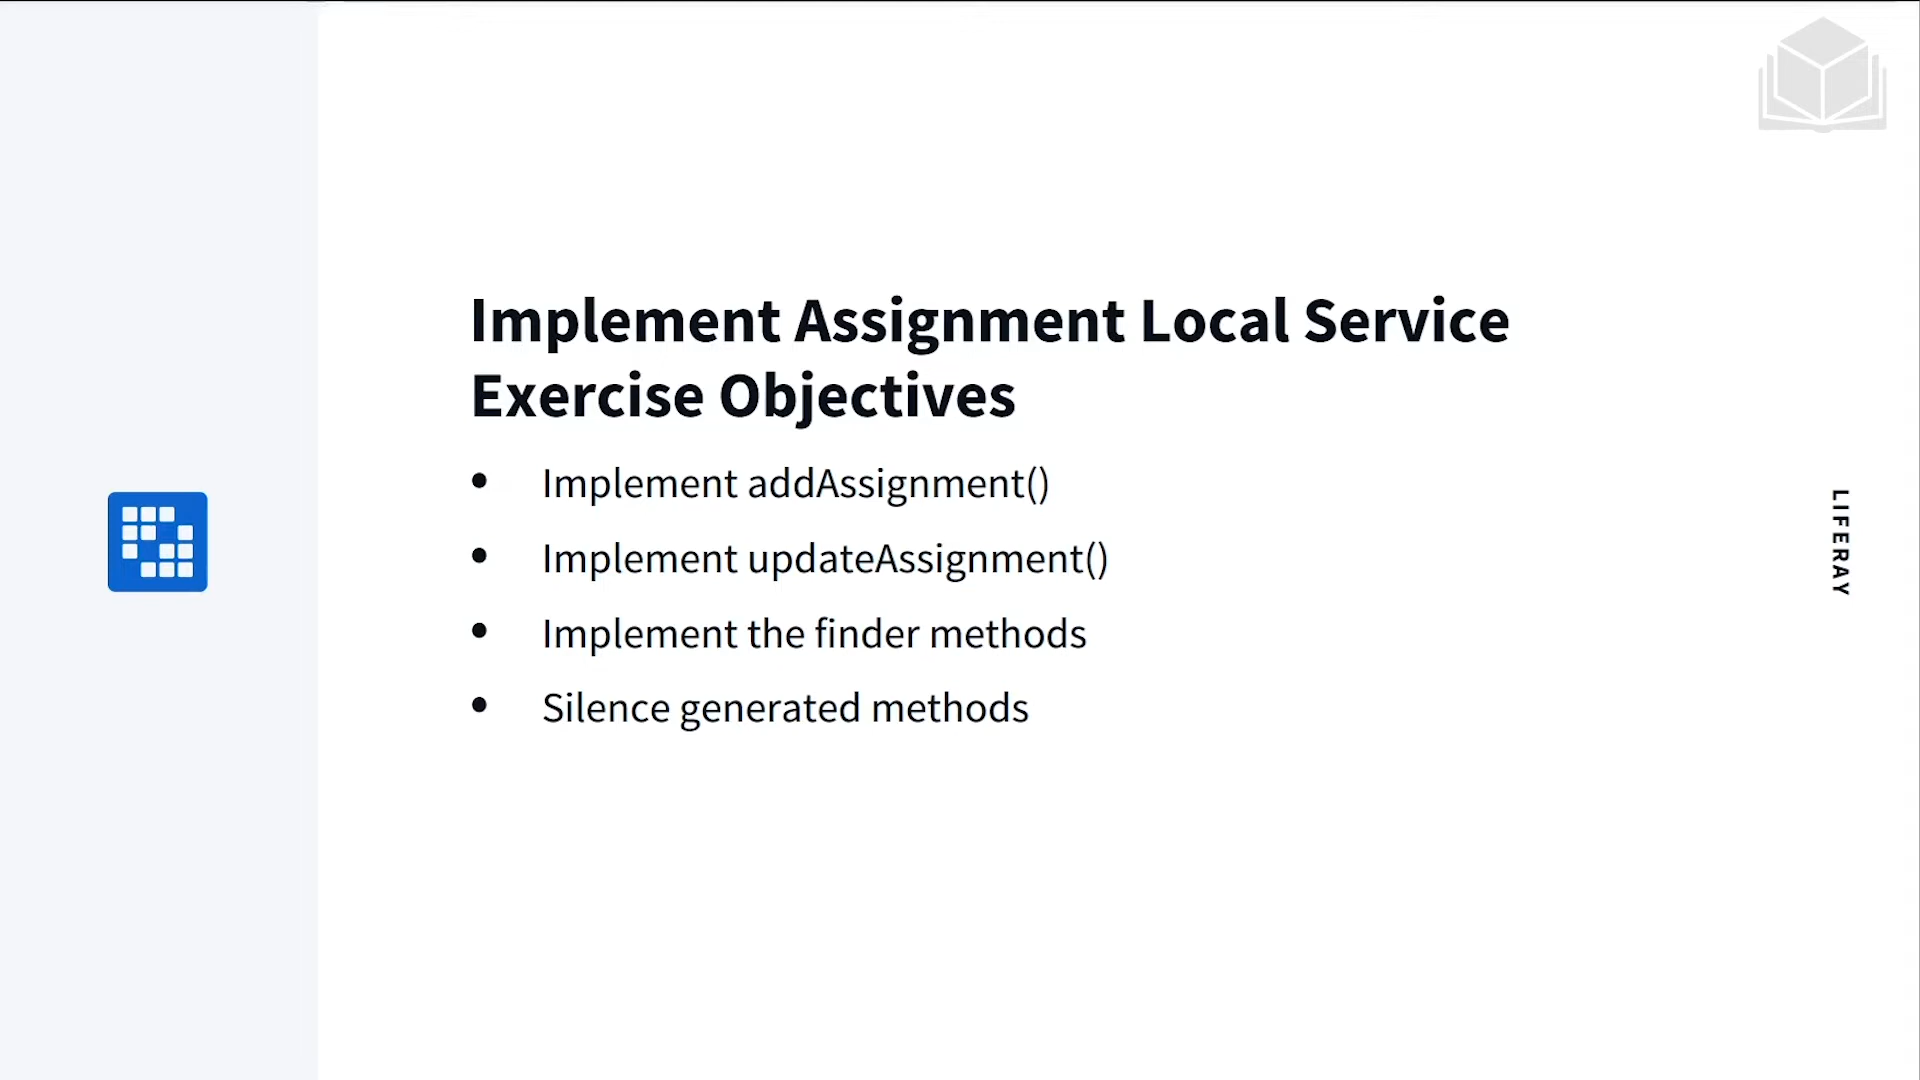 Implement Assignment Local Service
Exercise Objectives
• Implement addAssignment()
• Implement updateAssignment()
• Implement the finder methods
• Silence generated methods
LIFERAY